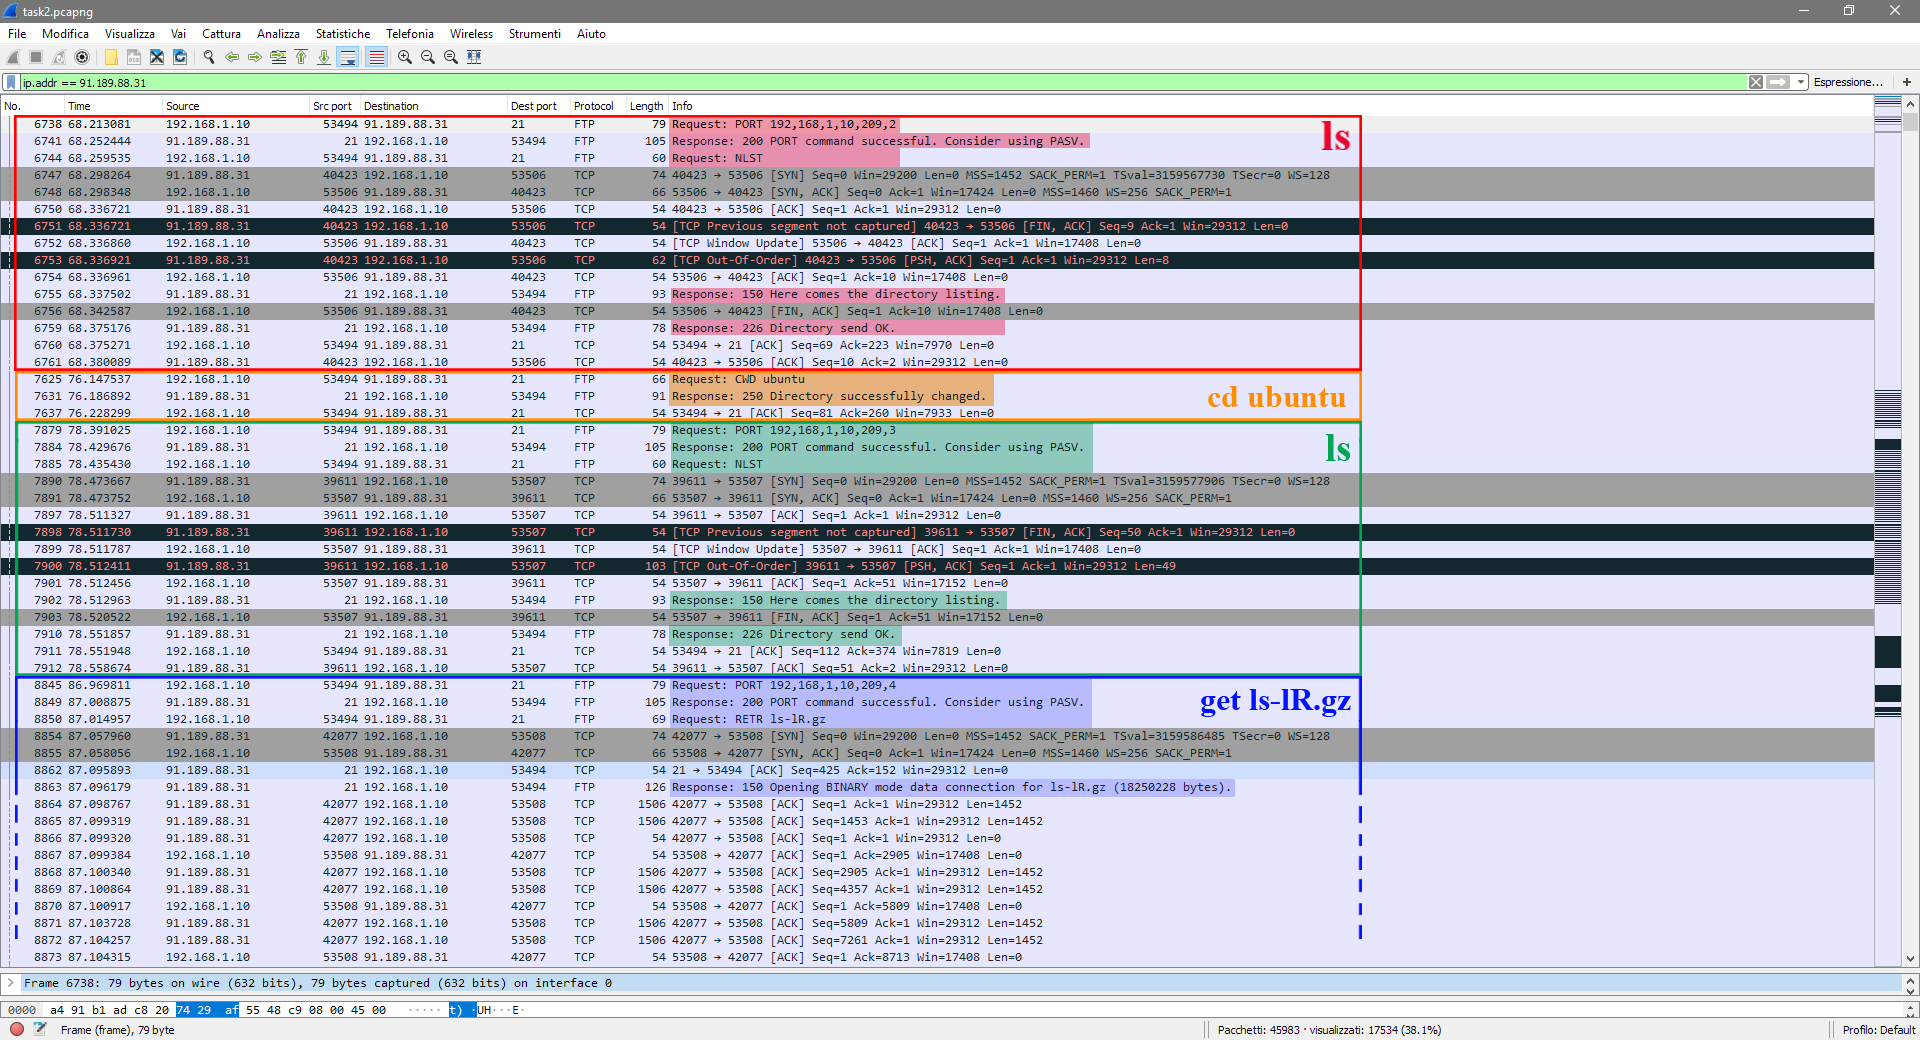 task2.pcapng
File Modifica Visualizza Vai Cattura Analizza Statistiche Telefonia Wireless Strumenti Aiuto
ip.addr == 91.189.88.31 Espressione... +
No. Time Source Src port Destination Dest port Protocol Length Info
6738 68.213081 192.168.1.10 53494 91.189.88.31 21 FTP 79 Request: PORT 192,168,1,10,209,2
ls
6741 68.252444 91.189.88.31 21 192.168.1.10 53494 FTP 105 Response: 200 PORT command successful. Consider using PASV.
6744 68.259535 192.168.1.10 53494 91.189.88.31 21 FTP 60 Request: NLST
6747 68.298264 91.189.88.31 40423 192.168.1.10 53506 TCP 74 40423 → 53506 [SYN] Seq=0 Win=29200 Len=0 MSS=1452 SACK_PERM=1 TSval=3159567730 TSecr=0 WS=128
6748 68.298348 192.168.1.10 53506 91.189.88.31 40423 TCP 66 53506 → 40423 [SYN, ACK] Seq=0 Ack=1 Win=17424 Len=0 MSS=1460 WS=256 SACK_PERM=1
6750 68.336721 91.189.88.31 40423 192.168.1.10 53506 TCP 54 40423 → 53506 [ACK] Seq=1 Ack=1 Win=29312 Len=0
6751 68.336721 91.189.88.31 40423 192.168.1.10 53506 TCP 54 [TCP Previous segment not captured] 40423 → 53506 [FIN, ACK] Seq=9 Ack=1 Win=29312 Len=0
6752 68.336860 192.168.1.10 53506 91.189.88.31 40423 TCP 54 [TCP Window Update] 53506 → 40423 [ACK] Seq=1 Ack=1 Win=17408 Len=0
6753 68.336921 91.189.88.31 40423 192.168.1.10 53506 TCP 62 [TCP Out-Of-Order] 40423 → 53506 [PSH, ACK] Seq=1 Ack=1 Win=29312 Len=8
6754 68.336961 192.168.1.10 53506 91.189.88.31 40423 TCP 54 53506 → 40423 [ACK] Seq=1 Ack=10 Win=17408 Len=0
6755 68.337502 91.189.88.31 21 192.168.1.10 53494 FTP 93 Response: 150 Here comes the directory listing.
6756 68.342587 192.168.1.10 53506 91.189.88.31 40423 TCP 54 53506 → 40423 [FIN, ACK] Seq=1 Ack=10 Win=17408 Len=0
6759 68.375176 91.189.88.31 21 192.168.1.10 53494 FTP 78 Response: 226 Directory send OK.
6760 68.375271 192.168.1.10 53494 91.189.88.31 21 TCP 54 53494 → 21 [ACK] Seq=69 Ack=223 Win=7970 Len=0
6761 68.380089 91.189.88.31 40423 192.168.1.10 53506 TCP 54 40423 → 53506 [ACK] Seq=10 Ack=2 Win=29312 Len=0
7625 76.147537 192.168.1.10 53494 91.189.88.31 21 FTP 66 Request: CWD ubuntu
7631 76.186892 91.189.88.31 21 192.168.1.10 53494 FTP 91 Response: 250 Directory successfully changed.
cd ubuntu
7637 76.228299 192.168.1.10 53494 91.189.88.31 21 TCP 54 53494 → 21 [ACK] Seq=81 Ack=260 Win=7933 Len=0
7879 78.391025 192.168.1.10 53494 91.189.88.31 21 FTP 79 Request: PORT 192,168,1,10,209,3
7884 78.429676 91.189.88.31 21 192.168.1.10 53494 FTP 105 Response: 200 PORT command successful. Consider using PASV.
ls
7885 78.435430 192.168.1.10 53494 91.189.88.31 21 FTP 60 Request: NLST
7890 78.473667 91.189.88.31 39611 192.168.1.10 53507 TCP 74 39611 → 53507 [SYN] Seq=0 Win=29200 Len=0 MSS=1452 SACK_PERM=1 TSval=3159577906 TSecr=0 WS=128
7891 78.473752 192.168.1.10 53507 91.189.88.31 39611 TCP 66 53507 → 39611 [SYN, ACK] Seq=0 Ack=1 Win=17424 Len=0 MSS=1460 WS=256 SACK_PERM=1
7897 78.511327 91.189.88.31 39611 192.168.1.10 53507 TCP 54 39611 → 53507 [ACK] Seq=1 Ack=1 Win=29312 Len=0
7898 78.511730 91.189.88.31 39611 192.168.1.10 53507 TCP 54 [TCP Previous segment not captured] 39611 → 53507 [FIN, ACK] Seq=50 Ack=1 Win=29312 Len=0
7899 78.511787 192.168.1.10 53507 91.189.88.31 39611 TCP 54 [TCP Window Update] 53507 → 39611 [ACK] Seq=1 Ack=1 Win=17408 Len=0
7900 78.512411 91.189.88.31 39611 192.168.1.10 53507 TCP 103 [TCP Out-Of-Order] 39611 → 53507 [PSH, ACK] Seq=1 Ack=1 Win=29312 Len=49
7901 78.512456 192.168.1.10 53507 91.189.88.31 39611 TCP 54 53507 → 39611 [ACK] Seq=1 Ack=51 Win=17152 Len=0
7902 78.512963 91.189.88.31 21 192.168.1.10 53494 FTP 93 Response: 150 Here comes the directory listing.
7903 78.520522 192.168.1.10 53507 91.189.88.31 39611 TCP 54 53507 → 39611 [FIN, ACK] Seq=1 Ack=51 Win=17152 Len=0
7910 78.551857 91.189.88.31 21 192.168.1.10 53494 FTP 78 Response: 226 Directory send OK.
7911 78.551948 192.168.1.10 53494 91.189.88.31 21 TCP 54 53494 → 21 [ACK] Seq=112 Ack=374 Win=7819 Len=0
7912 78.558674 91.189.88.31 39611 192.168.1.10 53507 TCP 54 39611 → 53507 [ACK] Seq=51 Ack=2 Win=29312 Len=0
8845 86.969811 192.168.1.10 53494 91.189.88.31 21 FTP 79 Request: PORT 192,168,1,10,209,4
8849 87.008875 91.189.88.31 21 192.168.1.10 53494 FTP 105 Response: 200 PORT command successful. Consider using PASV.
get ls-lR.gz
8850 87.014957 192.168.1.10 53494 91.189.88.31 21 FTP 69 Request: RETR ls-lR.gz
8854 87.057960 91.189.88.31 42077 192.168.1.10 53508 TCP 74 42077 → 53508 [SYN] Seq=0 Win=29200 Len=0 MSS=1452 SACK_PERM=1 TSval=3159586485 TSecr=0 WS=128
8855 87.058056 192.168.1.10 53508 91.189.88.31 42077 TCP 66 53508 → 42077 [SYN, ACK] Seq=0 Ack=1 Win=17424 Len=0 MSS=1460 WS=256 SACK_PERM=1
8862 87.095893 91.189.88.31 21 192.168.1.10 53494 TCP 54 21 → 53494 [ACK] Seq=425 Ack=152 Win=29312 Len=0
8863 87.096179 91.189.88.31 21 192.168.1.10 53494 FTP 126 Response: 150 Opening BINARY mode data connection for ls-lR.gz (18250228 bytes).
8864 87.098767 91.189.88.31 42077 192.168.1.10 53508 TCP 1506 42077 → 53508 [ACK] Seq=1 Ack=1 Win=29312 Len=1452
8865 87.099319 91.189.88.31 42077 192.168.1.10 53508 TCP 1506 42077 → 53508 [ACK] Seq=1453 Ack=1 Win=29312 Len=1452
8866 87.099320 91.189.88.31 42077 192.168.1.10 53508 TCP 54 42077 → 53508 [ACK] Seq=1 Ack=1 Win=29312 Len=0
8867 87.099384 192.168.1.10 53508 91.189.88.31 42077 TCP 54 53508 → 42077 [ACK] Seq=1 Ack=2905 Win=17408 Len=0
8868 87.100340 91.189.88.31 42077 192.168.1.10 53508 TCP 1506 42077 → 53508 [ACK] Seq=2905 Ack=1 Win=29312 Len=1452
8869 87.100864 91.189.88.31 42077 192.168.1.10 53508 TCP 1506 42077 → 53508 [ACK] Seq=4357 Ack=1 Win=29312 Len=1452
8870 87.100917 192.168.1.10 53508 91.189.88.31 42077 TCP 54 53508 → 42077 [ACK] Seq=1 Ack=5809 Win=17408 Len=0
8871 87.103728 91.189.88.31 42077 192.168.1.10 53508 TCP 1506 42077 → 53508 [ACK] Seq=5809 Ack=1 Win=29312 Len=1452
8872 87.104257 91.189.88.31 42077 192.168.1.10 53508 TCP 1506 42077 → 53508 [ACK] Seq=7261 Ack=1 Win=29312 Len=1452
8873 87.104315 192.168.1.10 53508 91.189.88.31 42077 TCP 54 53508 → 42077 [ACK] Seq=1 Ack=8713 Win=17408 Len=0
Frame 6738: 79 bytes on wire (632 bits), 79 bytes captured (632 bits) on interface 0
0000 a4 91 b1 ad c8 20 74 29 af 55 48 c9 08 00 45 00 ····· t) ·UH···E·
Frame (frame), 79 byte Pacchetti: 45983 · visualizzati: 17534 (38.1%) Profilo: Default